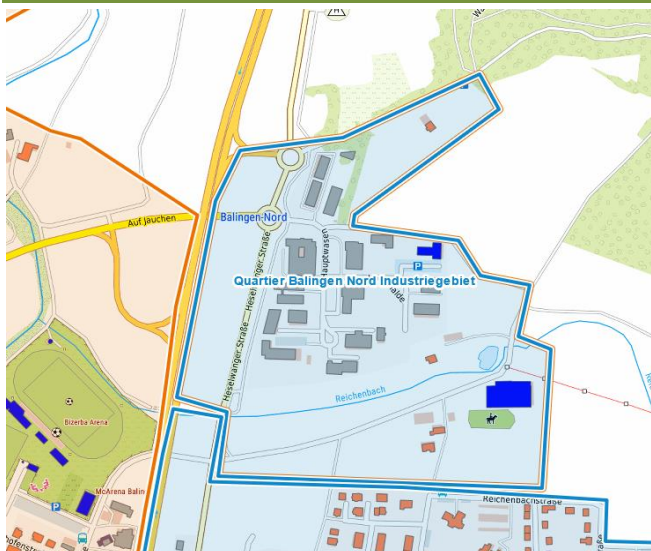 Auf Jauchen
Balingen-Nord
Hauptwasen
Heselwanger Straße
Heselwanger Straße
P
Quartier Balingen Nord Industriegebiet
Reichenbach
Bizerba Arena
McArena Balin
P
Reichenbachstraße